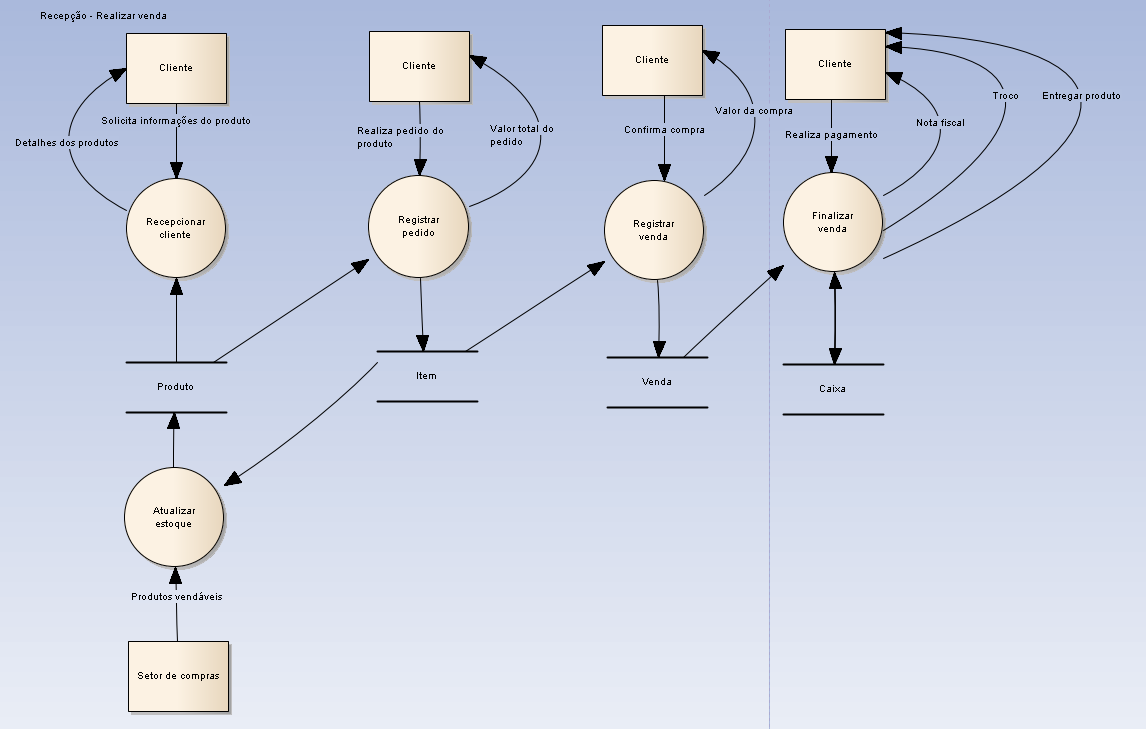 Recepção - Realizar venda
Cliente
Cliente
Cliente
Cliente
Solicita informações do produto
Detalhes dos produtos
Realiza pedido do
produto
Valor total do
pedido
Confirma compra
Valor da compra
Realiza pagamento
Nota fiscal
Troco
Entregar produto
Recepcionar
cliente
Registrar
pedido
Registrar
venda
Finalizar
venda
Produto
Item
Venda
Caixa
Atualizar
estoque
Produtos vendáveis
Setor de compras